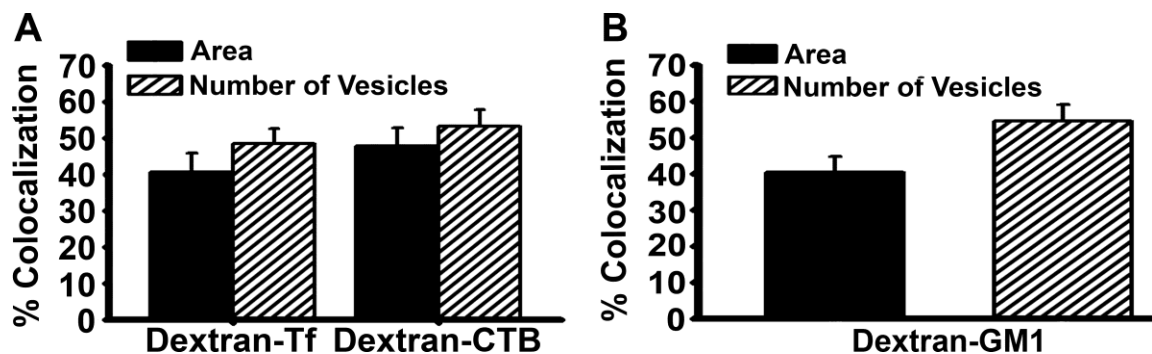 A
Area
Number of Vesicles
% Colocalization
70
60
50
40
30
20
10
0
Dextran-Tf Dextran-CTB
B
Area
Number of Vesicles
% Colocalization
70
60
50
40
30
20
10
0
Dextran-GM1